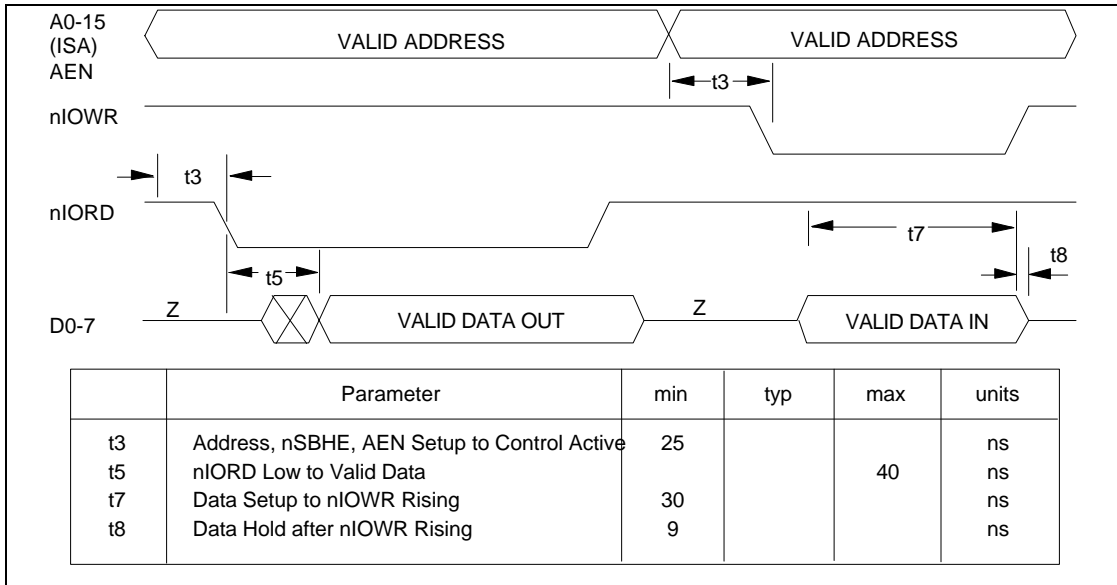 A0-15
(ISA)
AEN
VALID ADDRESS
VALID ADDRESS
t3
nIOWR
t3
nIORD
t7
t8
t5
D0-7
Z
VALID DATA OUT
Z
VALID DATA IN
Parameter min typ max units
t3 Address, nSBHE, AEN Setup to Control Active 25 ns
t5 nIORD Low to Valid Data 40 ns
t7 Data Setup to nIOWR Rising 30 ns
t8 Data Hold after nIOWR Rising 9 ns